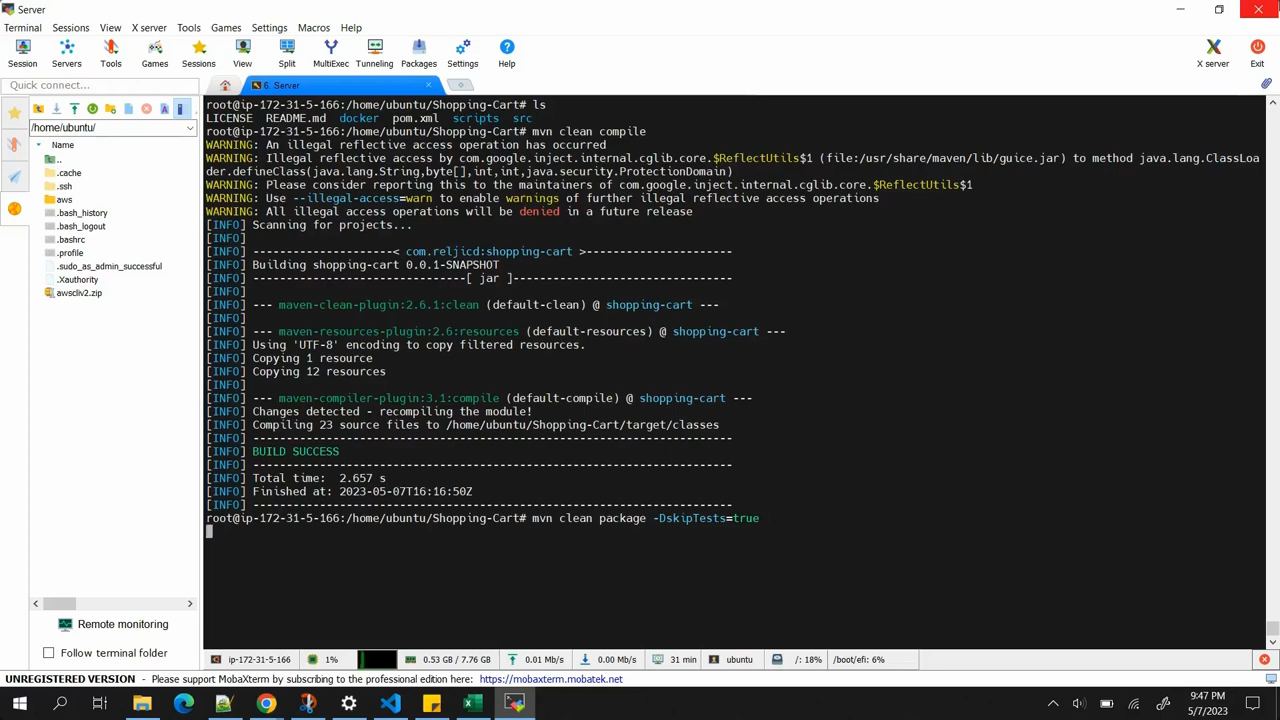 Server
Terminal Sessions View X server Tools Games Settings Macros Help
Session Servers Tools Games Sessions View Split MultiExec Tunneling Packages Settings Help X server Exit
Quick connect...
6. Server
/home/ubuntu/
Name
..
.cache
.ssh
aws
.bash_history
.bash_logout
.bashrc
.profile
.sudo_as_admin_successful
.Xauthority
awscliv2.zip
Remote monitoring
Follow terminal folder
root@ip-172-31-5-166:/home/ubuntu/Shopping-Cart# ls
LICENSE README.md docker pom.xml scripts src
root@ip-172-31-5-166:/home/ubuntu/Shopping-Cart# mvn clean compile
WARNING: An illegal reflective access operation has occurred
WARNING: Illegal reflective access by com.google.inject.internal.cglib.core.$ReflectUtils$1 (file:/usr/share/maven/lib/guice.jar) to method java.lang.ClassLoa
der.defineClass(java.lang.String,byte[],int,int,java.security.ProtectionDomain)
WARNING: Please consider reporting this to the maintainers of com.google.inject.internal.cglib.core.$ReflectUtils$1
WARNING: Use --illegal-access=warn to enable warnings of further illegal reflective access operations
WARNING: All illegal access operations will be denied in a future release
[INFO] Scanning for projects...
[INFO]
[INFO] ----------------------< com.reljicd:shopping-cart >----------------------
[INFO] Building shopping-cart 0.0.1-SNAPSHOT
[INFO] --------------------------------[ jar ]---------------------------------
[INFO]
[INFO] --- maven-clean-plugin:2.6.1:clean (default-clean) @ shopping-cart ---
[INFO]
[INFO] --- maven-resources-plugin:2.6:resources (default-resources) @ shopping-cart ---
[INFO] Using 'UTF-8' encoding to copy filtered resources.
[INFO] Copying 1 resource
[INFO] Copying 12 resources
[INFO]
[INFO] --- maven-compiler-plugin:3.1:compile (default-compile) @ shopping-cart ---
[INFO] Changes detected - recompiling the module!
[INFO] Compiling 23 source files to /home/ubuntu/Shopping-Cart/target/classes
[INFO] ------------------------------------------------------------------------
[INFO] BUILD SUCCESS
[INFO] ------------------------------------------------------------------------
[INFO] Total time:  2.657 s
[INFO] Finished at: 2023-05-07T16:16:50Z
[INFO] ------------------------------------------------------------------------
root@ip-172-31-5-166:/home/ubuntu/Shopping-Cart# mvn clean package -DskipTests=true
ip-172-31-5-166 1% 0.53 GB / 7.76 GB 0.01 Mb/s 0.00 Mb/s 31 min ubuntu /: 18% /boot/efi: 6%
UNREGISTERED VERSION - Please support MobaXterm by subscribing to the professional edition here: https://mobaxterm.mobatek.net
9:47 PM
5/7/2023